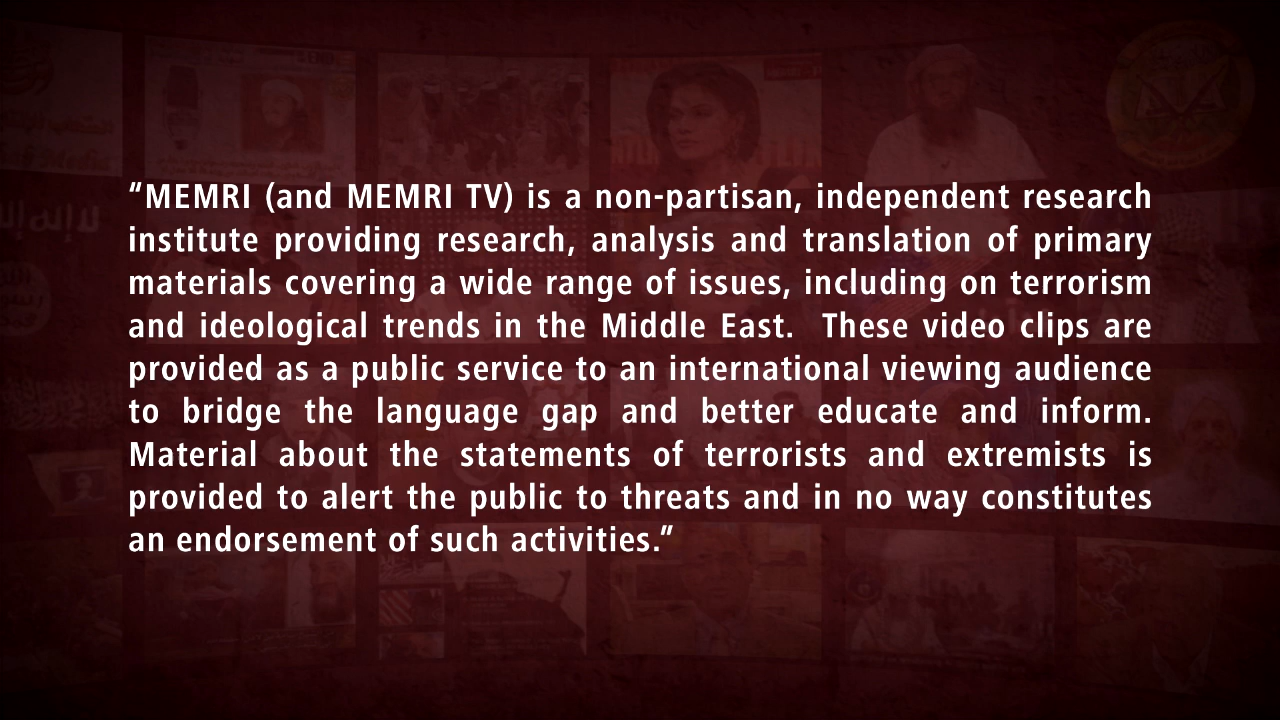 “MEMRI (and MEMRI TV) is a non-partisan, independent research
institute providing research, analysis and translation of primary
materials covering a wide range of issues, including on terrorism
and ideological trends in the Middle East.  These video clips are
provided as a public service to an international viewing audience
to bridge the language gap and better educate and inform.
Material about the statements of terrorists and extremists is
provided to alert the public to threats and in no way constitutes
an endorsement of such activities.”